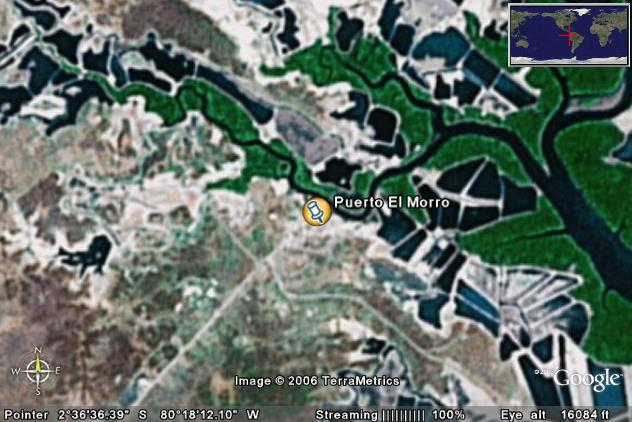 Puerto El Morro
N
W E
S
Image © 2006 TerraMetrics
Google
Pointer 2°36'36.39" S 80°18'12.10" W Streaming |||||||||| 100% Eye alt 16084 ft